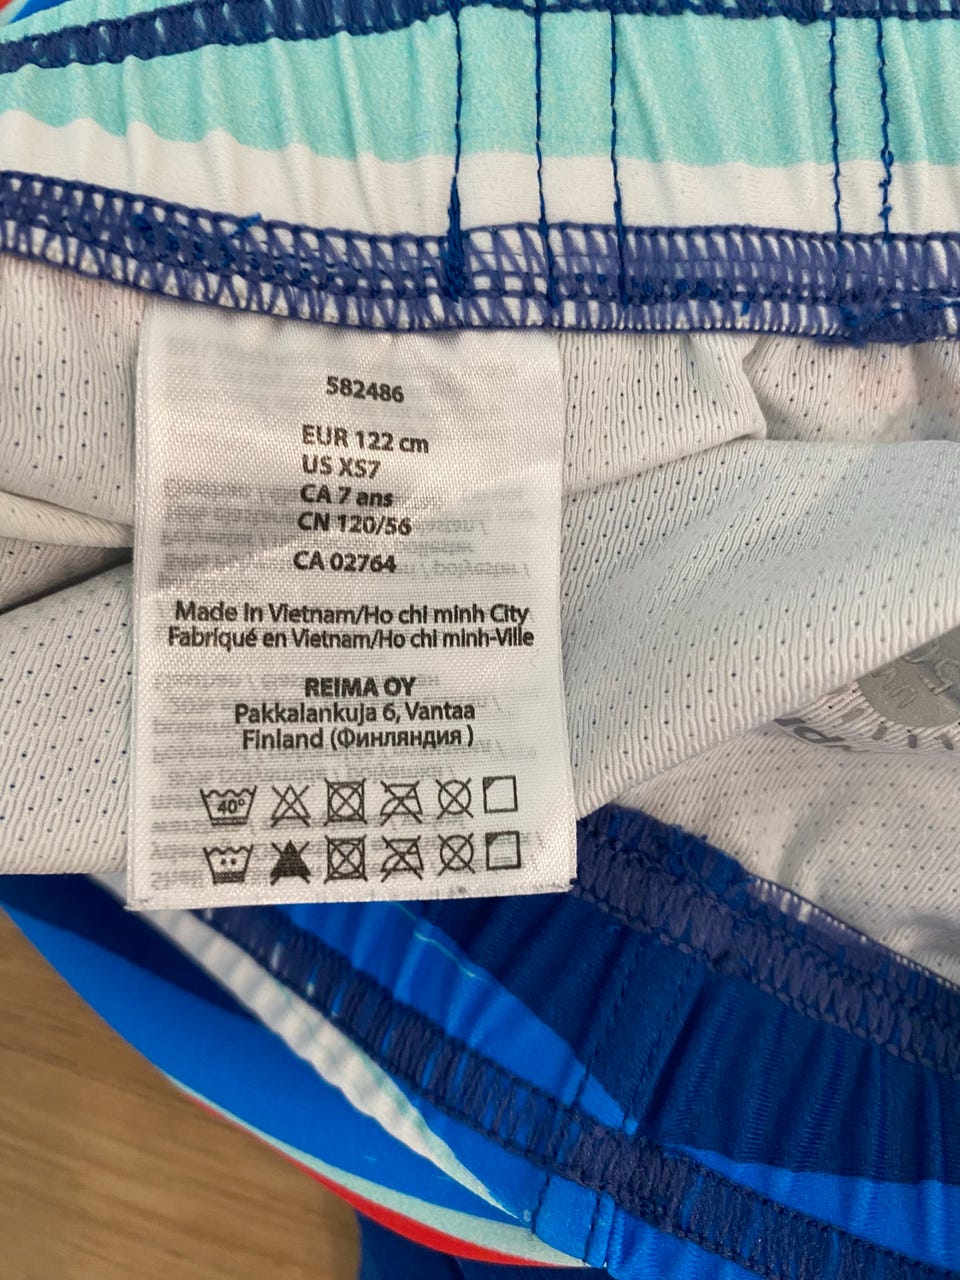 582486
EUR 122 cm
US XS7
CA 7 ans
CN 120/56
CA 02764
Made in Vietnam/Ho chi minh City
Fabriqué en Vietnam/Ho chi minh-Ville
REIMA OY
Pakkalankuja 6, Vantaa
Finland (Финляндия )
40°